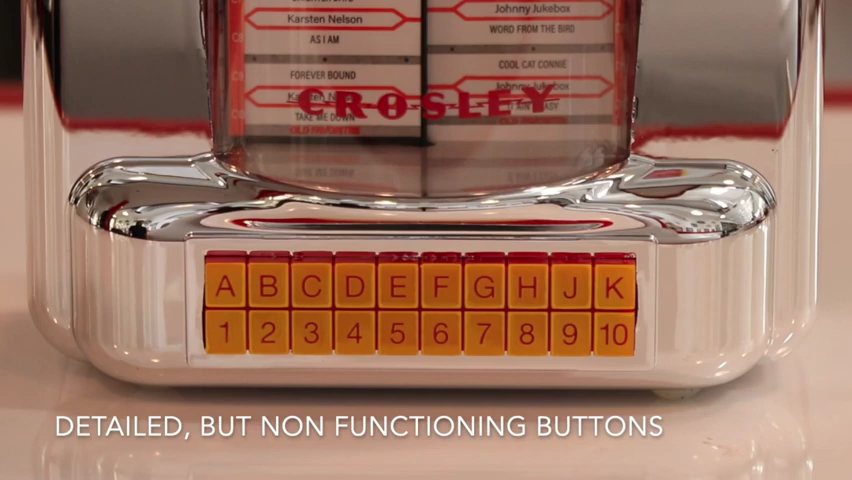 Karsten Nelson
AS I AM
FOREVER BOUND
TAKE ME DOWN
Johnny Jukebox
WORD FROM THE BIRD
COOL CAT CONNIE
Johnny Jukebox
CROSLEY
A B C D E F G H J K
1 2 3 4 5 6 7 8 9 10
DETAILED, BUT NON FUNCTIONING BUTTONS